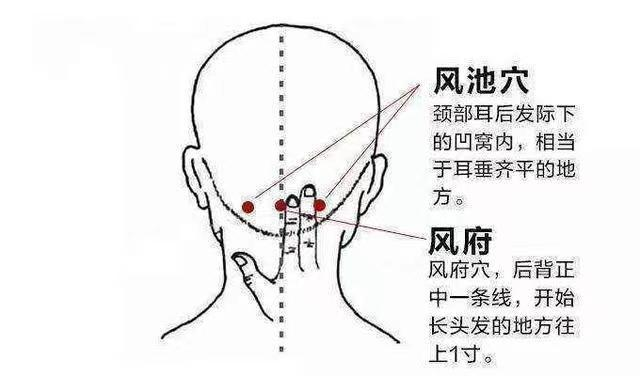 风池穴
颈部耳后发际下
的凹窝内，相当
于耳垂齐平的地
方。
风府
风府穴，后背正
中一条线，开始
长头发的地方往
上1寸。